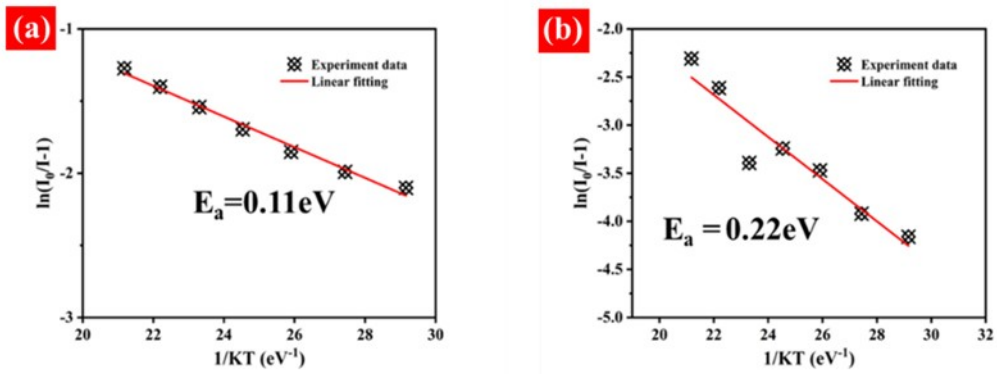 (a)
-1
-2
-3
ln(I₀/I-1)
Experiment data
Linear fitting
Eₐ=0.11eV
20 22 24 26 28 30
1/KT (eV⁻¹)
(b)
-2.0
-2.5
-3.0
-3.5
-4.0
-4.5
-5.0
ln(I₀/I-1)
Experiment data
Linear fitting
Eₐ = 0.22eV
20 22 24 26 28 30 32
1/KT (eV⁻¹)